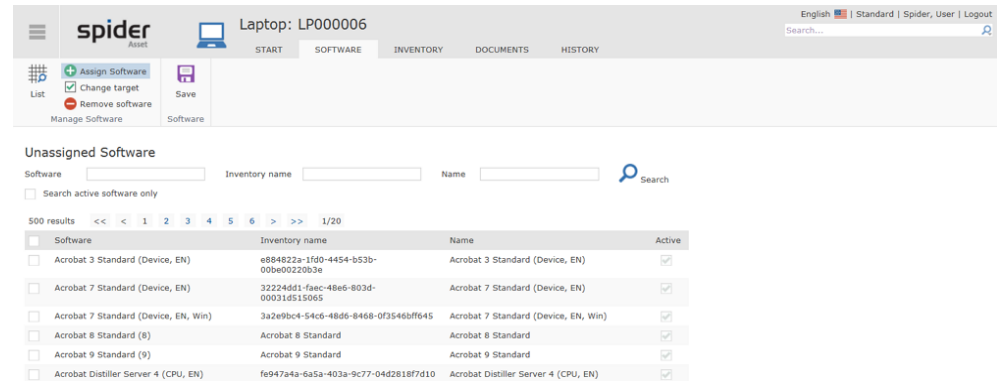 English | Standard | Spider, User | Logout
spider
Asset
Laptop: LP000006
Search...
START SOFTWARE INVENTORY DOCUMENTS HISTORY
List
Assign Software
Change target
Remove software
Save
Manage Software
Software
Unassigned Software
Software Inventory name Name Search
Search active software only
500 results << < 1 2 3 4 5 6 > >> 1/20
Software Inventory name Name Active
Acrobat 3 Standard (Device, EN) e884822a-1fd0-4454-b53b- Acrobat 3 Standard (Device, EN)
00be00220b3e
Acrobat 7 Standard (Device, EN) 32224dd1-faec-48e6-803d- Acrobat 7 Standard (Device, EN)
00031d515065
Acrobat 7 Standard (Device, EN, Win) 3a2e9bc4-54c6-48d6-8468-0f3546bff645 Acrobat 7 Standard (Device, EN, Win)
Acrobat 8 Standard (8) Acrobat 8 Standard Acrobat 8 Standard
Acrobat 9 Standard (9) Acrobat 9 Standard Acrobat 9 Standard
Acrobat Distiller Server 4 (CPU, EN) fe947a4a-6a5a-403a-9c77-04d2818f7d10 Acrobat Distiller Server 4 (CPU, EN)